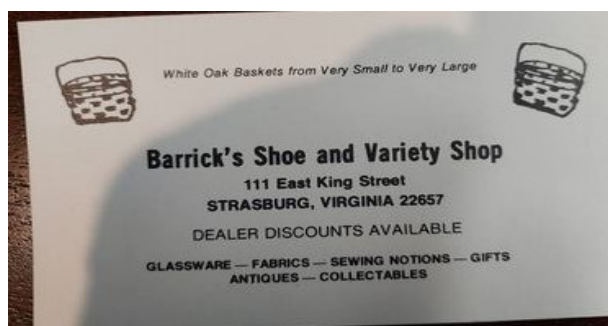 White Oak Baskets from Very Small to Very Large
Barrick's Shoe and Variety Shop
111 East King Street
STRASBURG, VIRGINIA 22657
DEALER DISCOUNTS AVAILABLE
GLASSWARE — FABRICS — SEWING NOTIONS — GIFTS
ANTIQUES — COLLECTABLES